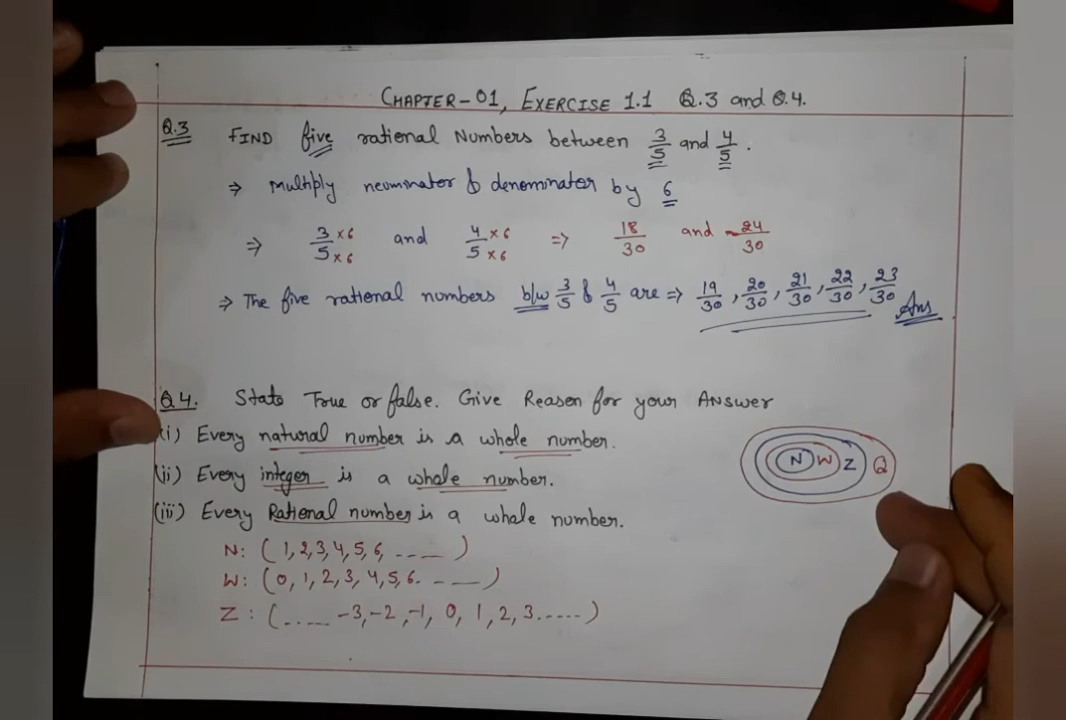 CHAPTER-01, EXERCISE 1.1 Q.3 and Q.4.
Q.3 FIND five rational Numbers between 3/5 and 4/5.
⇒ Multiply neuminator & denominator by 6
⇒ 3×6/5×6 and 4×6/5×6 ⇒ 18/30 and 24/30
⇒ The five rational numbers b/w 3/5 & 4/5 are ⇒ 19/30, 20/30, 21/30, 22/30, 23/30 Ans
Q4. State True or false. Give Reason for your Answer
(i) Every natural number is a whole number.
(ii) Every integer is a whole number.
(iii) Every Rational number is a whole number.
N W Z Q
N: (1,2,3,4,5,6, ----)
W: (0,1,2,3,4,5,6. ----)
Z: (..... -3,-2,-1, 0, 1, 2, 3.....)